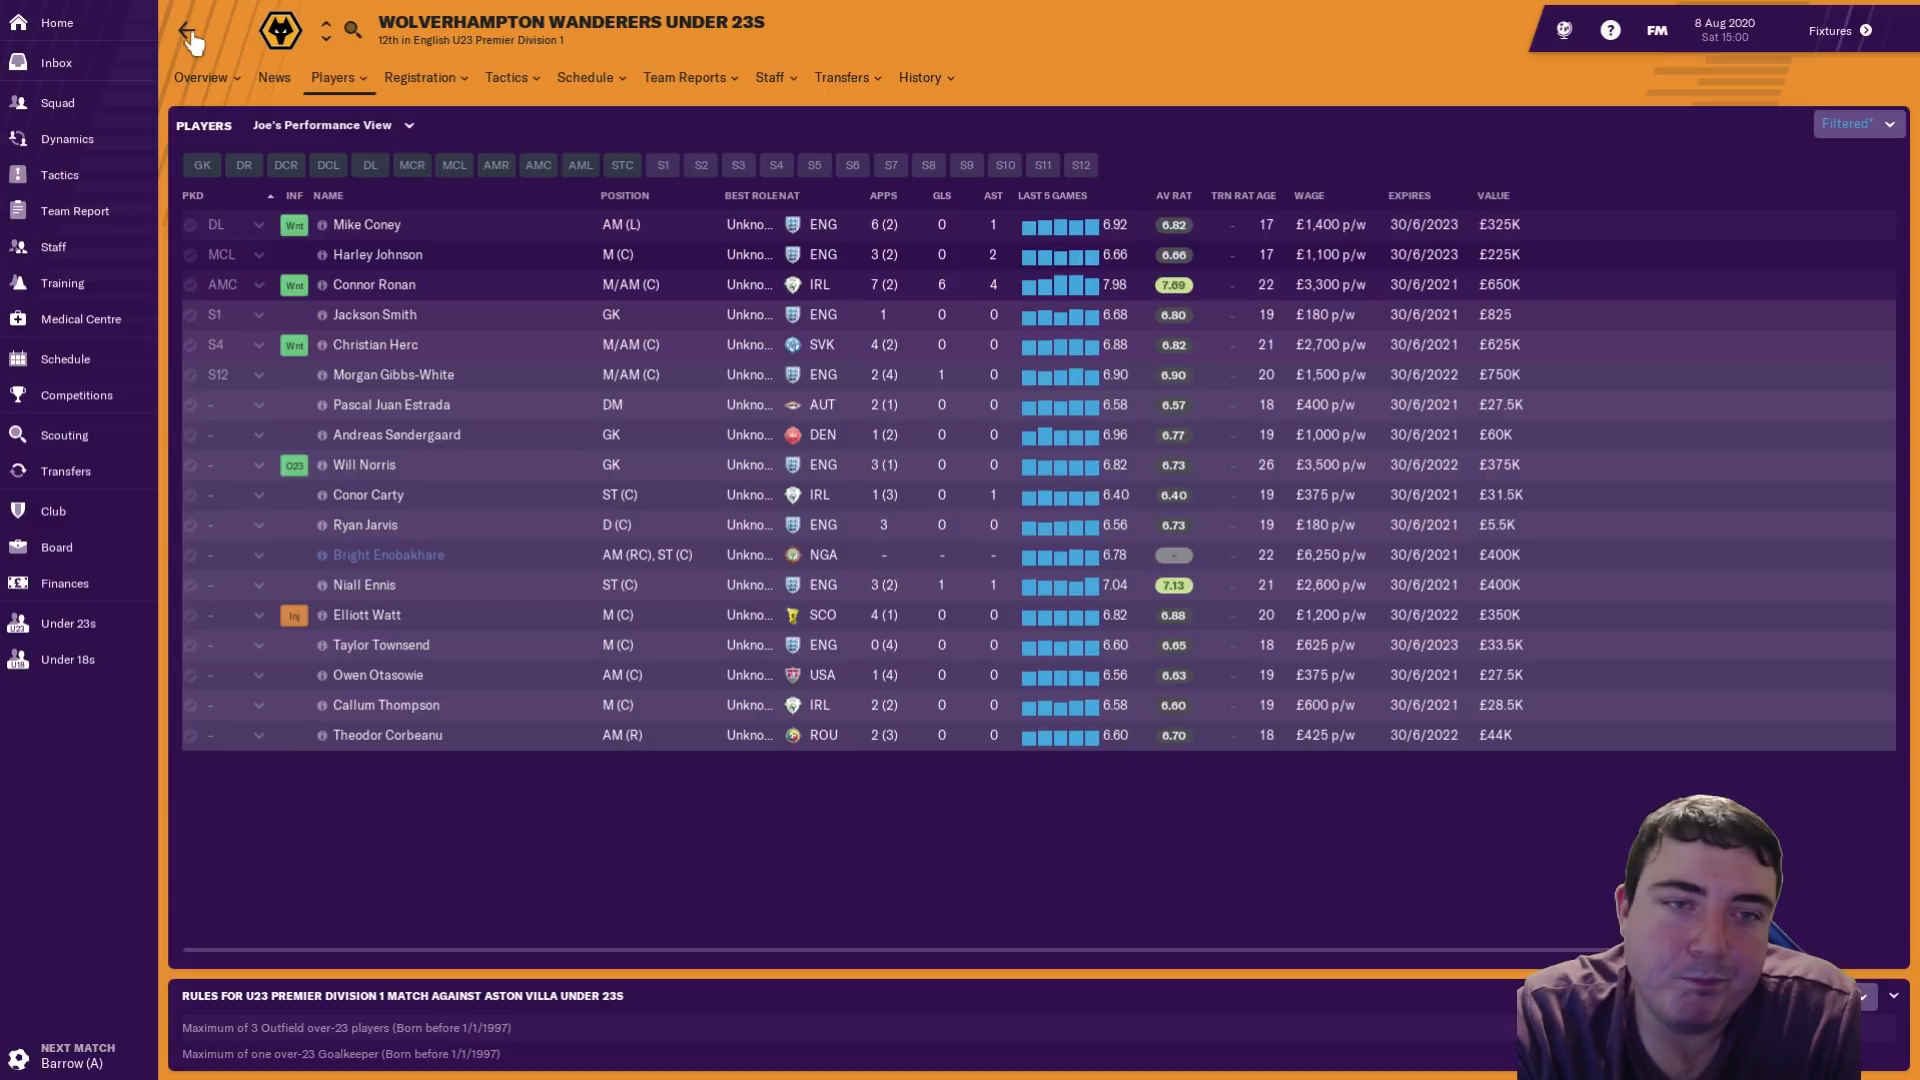 Home
Inbox
Squad
Dynamics
Tactics
Team Report
Staff
Training
Medical Centre
Schedule
Competitions
Scouting
Transfers
Club
Board
Finances
U23 Under 23s
U18 Under 18s
NEXT MATCH
Barrow (A)
WOLVERHAMPTON WANDERERS UNDER 23S
12th in English U23 Premier Division 1
? FM 8 Aug 2020
Sat 15:00
Fixtures
Overview News Players Registration Tactics Schedule Team Reports Staff Transfers History
PLAYERS Joe's Performance View Filtered*
GK DR DCR DCL DL MCR MCL AMR AMC AML STC S1 S2 S3 S4 S5 S6 S7 S8 S9 S10 S11 S12
PKD INF NAME POSITION BEST ROLE NAT APPS GLS AST LAST 5 GAMES AV RAT TRN RAT AGE WAGE EXPIRES VALUE
DL Wnt Mike Coney AM (L) Unkno... ENG 6 (2) 0 1 6.92 6.82 - 17 £1,400 p/w 30/6/2023 £325K
MCL Harley Johnson M (C) Unkno... ENG 3 (2) 0 2 6.66 6.66 - 17 £1,100 p/w 30/6/2023 £225K
AMC Wnt Connor Ronan M/AM (C) Unkno... IRL 7 (2) 6 4 7.98 7.69 - 22 £3,300 p/w 30/6/2021 £650K
S1 Jackson Smith GK Unkno... ENG 1 0 0 6.68 6.80 - 19 £180 p/w 30/6/2021 £825
S4 Wnt Christian Herc M/AM (C) Unkno... SVK 4 (2) 0 0 6.88 6.82 - 21 £2,700 p/w 30/6/2021 £625K
S12 Morgan Gibbs-White M/AM (C) Unkno... ENG 2 (4) 1 0 6.90 6.90 - 20 £1,500 p/w 30/6/2022 £750K
- Pascal Juan Estrada DM Unkno... AUT 2 (1) 0 0 6.58 6.57 - 18 £400 p/w 30/6/2021 £27.5K
- Andreas Søndergaard GK Unkno... DEN 1 (2) 0 0 6.96 6.77 - 19 £1,000 p/w 30/6/2021 £60K
- O23 Will Norris GK Unkno... ENG 3 (1) 0 0 6.82 6.73 - 26 £3,500 p/w 30/6/2022 £375K
- Conor Carty ST (C) Unkno... IRL 1 (3) 0 1 6.40 6.40 - 19 £375 p/w 30/6/2021 £31.5K
- Ryan Jarvis D (C) Unkno... ENG 3 0 0 6.56 6.73 - 19 £180 p/w 30/6/2021 £5.5K
- Bright Enobakhare AM (RC), ST (C) Unkno... NGA - - - 6.78 - - 22 £6,250 p/w 30/6/2021 £400K
- Niall Ennis ST (C) Unkno... ENG 3 (2) 1 1 7.04 7.13 - 21 £2,600 p/w 30/6/2021 £400K
- Inj Elliott Watt M (C) Unkno... SCO 4 (1) 0 0 6.82 6.88 - 20 £1,200 p/w 30/6/2022 £350K
- Taylor Townsend M (C) Unkno... ENG 0 (4) 0 0 6.60 6.65 - 18 £625 p/w 30/6/2023 £33.5K
- Owen Otasowie AM (C) Unkno... USA 1 (4) 0 0 6.56 6.63 - 19 £375 p/w 30/6/2021 £27.5K
- Callum Thompson M (C) Unkno... IRL 2 (2) 0 0 6.58 6.60 - 19 £600 p/w 30/6/2021 £28.5K
- Theodor Corbeanu AM (R) Unkno... ROU 2 (3) 0 0 6.60 6.70 - 18 £425 p/w 30/6/2022 £44K
RULES FOR U23 PREMIER DIVISION 1 MATCH AGAINST ASTON VILLA UNDER 23S
Maximum of 3 Outfield over-23 players (Born before 1/1/1997)
Maximum of one over-23 Goalkeeper (Born before 1/1/1997)